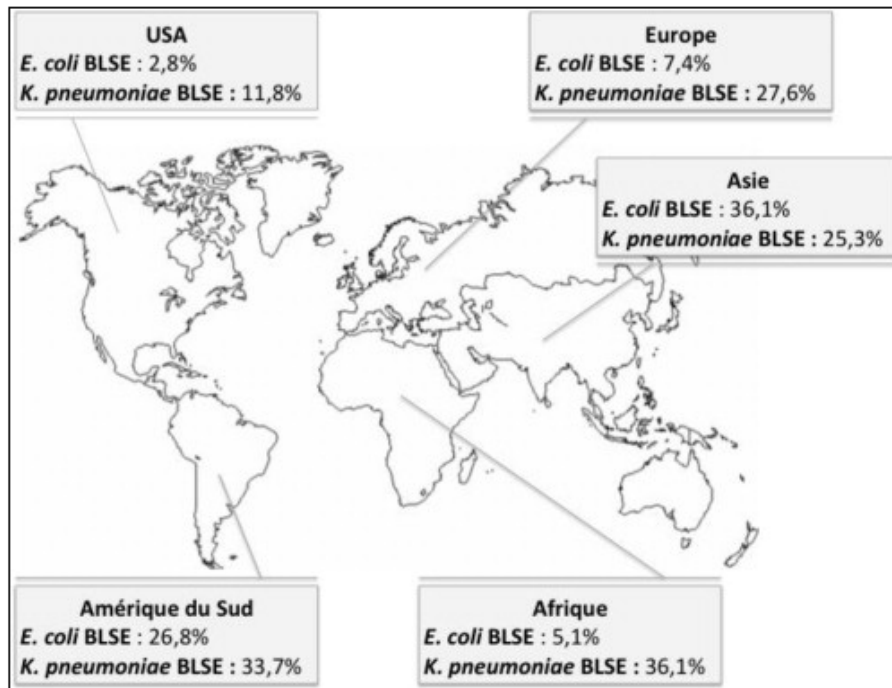 USA
E. coli BLSE : 2,8%
K. pneumoniae BLSE : 11,8%
Europe
E. coli BLSE : 7,4%
K. pneumoniae BLSE : 27,6%
Asie
E. coli BLSE : 36,1%
K. pneumoniae BLSE : 25,3%
Amérique du Sud
E. coli BLSE : 26,8%
K. pneumoniae BLSE : 33,7%
Afrique
E. coli BLSE : 5,1%
K. pneumoniae BLSE : 36,1%